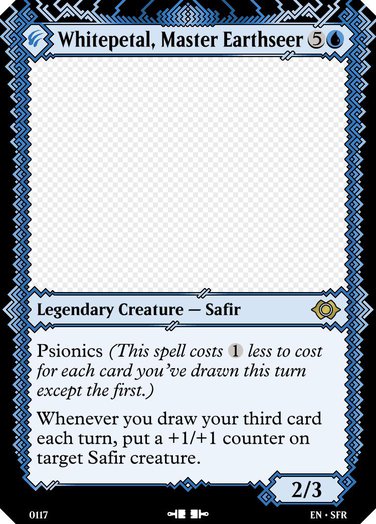 Whitepetal, Master Earthseer 5
Legendary Creature — Safir
Psionics (This spell costs 1 less to cost
for each card you've drawn this turn
except the first.)
Whenever you draw your third card
each turn, put a +1/+1 counter on
target Safir creature.
2/3
0117 EN • SFR